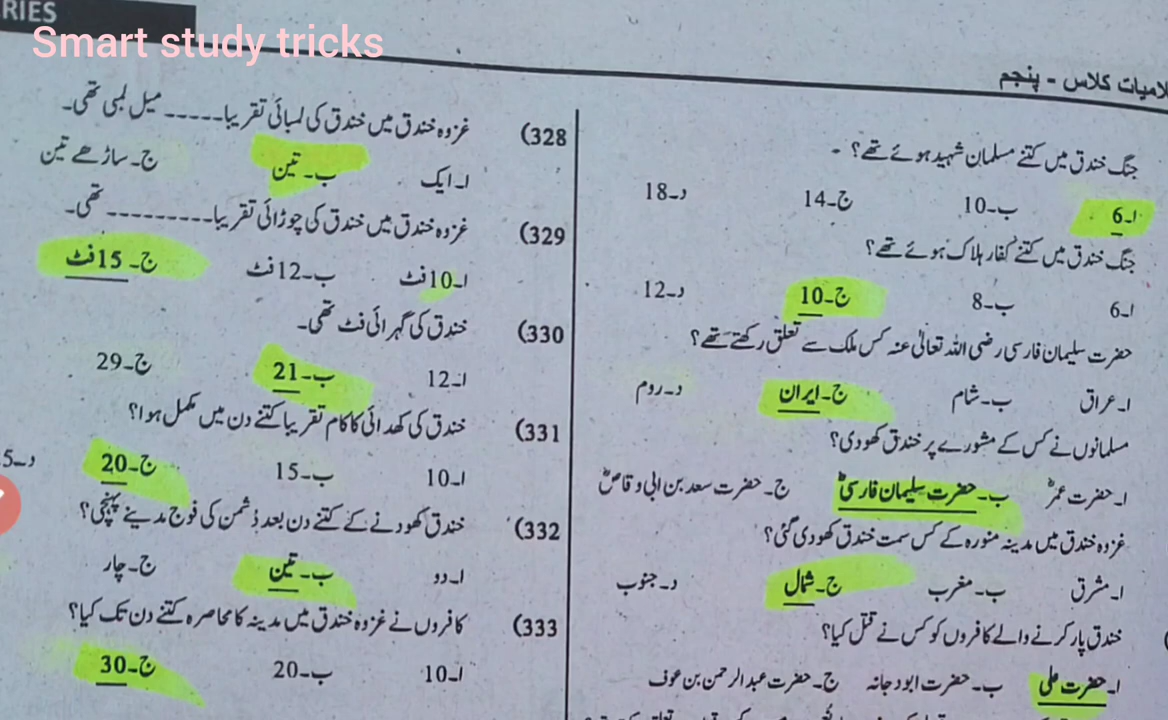 RIES
Smart study tricks
لامیات کلاس - پنجم
جنگ خندق میں کتنے مسلمان شہید ہوئے تھے؟ -
ا۔6 ب۔10 ج۔14 د۔18
جنگ خندق میں کتنے کفار ہلاک ہوئے تھے؟
ا۔6 ب۔8 ج۔10 د۔12
حضرت سلیمان فارسی رضی اللہ تعالیٰ عنہ کس ملک سے تعلق رکھتے تھے؟
ا۔عراق ب۔شام ج۔ایران د۔روم
مسلمانوں نے کس کے مشورے پر خندق کھودی؟
ا۔حضرت عمرؓ ب۔حضرت سلیمان فارسیؓ ج۔حضرت سعد بن ابی وقاصؓ
غزوہ خندق میں مدینہ منورہ کے کس سمت خندق کھودی گئی؟
ا۔مشرق ب۔مغرب ج۔شمال د۔جنوب
خندق پار کرنے والے کافروں کو کس نے قتل کیا؟
ا۔حضرت علی ب۔حضرت ابودجانہ ج۔حضرت عبدالرحمن بن عوف
328) غزوہ خندق میں خندق کی لمبائی تقریبا۔۔۔۔۔ میل لمبی تھی۔
ا۔ایک ب۔تین ج۔ساڑھے تین
329) غزوہ خندق میں خندق کی چوڑائی تقریبا۔۔۔۔۔۔۔۔۔ تھی۔
ا۔10فٹ ب۔12فٹ ج۔15فٹ
330) خندق کی گہرائی فٹ تھی۔
ا۔12 ب۔21 ج۔29
331) خندق کی کھدائی کا کام تقریبا کتنے دن میں مکمل ہوا؟
ا۔10 ب۔15 ج۔20
332) خندق کھودنے کے کتنے دن بعد دُشمن کی فوج مدینے پہنچی؟
ا۔دو ب۔تین ج۔چار
333) کافروں نے غزوہ خندق میں مدینہ کا محاصرہ کتنے دن تک کیا؟
ا۔10 ب۔20 ج۔30